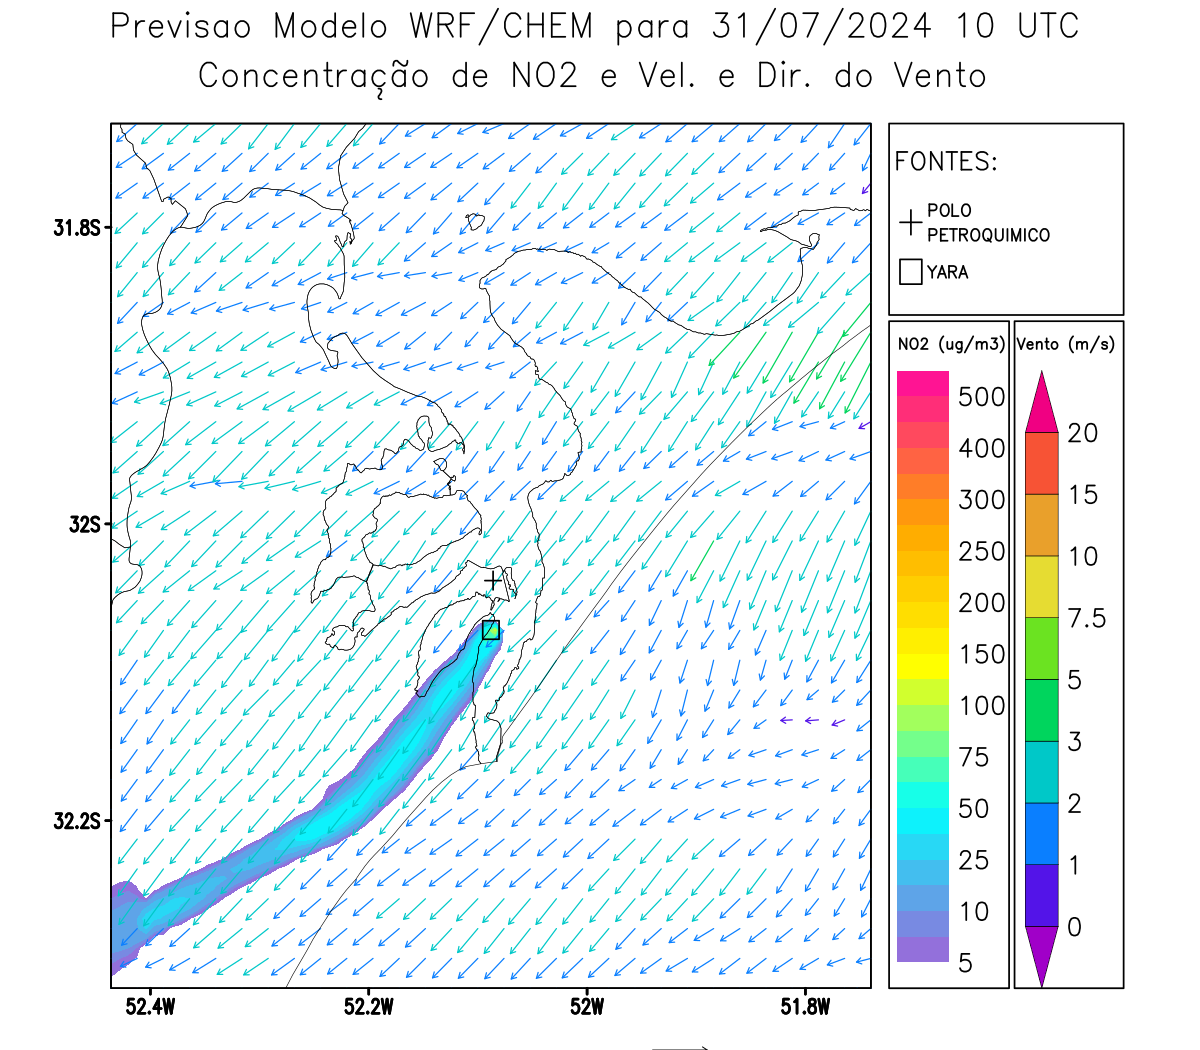 Previsao Modelo WRF/CHEM para 31/07/2024 10 UTC
Concentração de NO2 e Vel. e Dir. do Vento
FONTES:
POLO
PETROQUIMICO
YARA
NO2 (ug/m3)
500
400
300
250
200
150
100
75
50
25
10
5
Vento (m/s)
20
15
10
7.5
5
3
2
1
0
31.8S
32S
32.2S
52.4W
52.2W
52W
51.8W